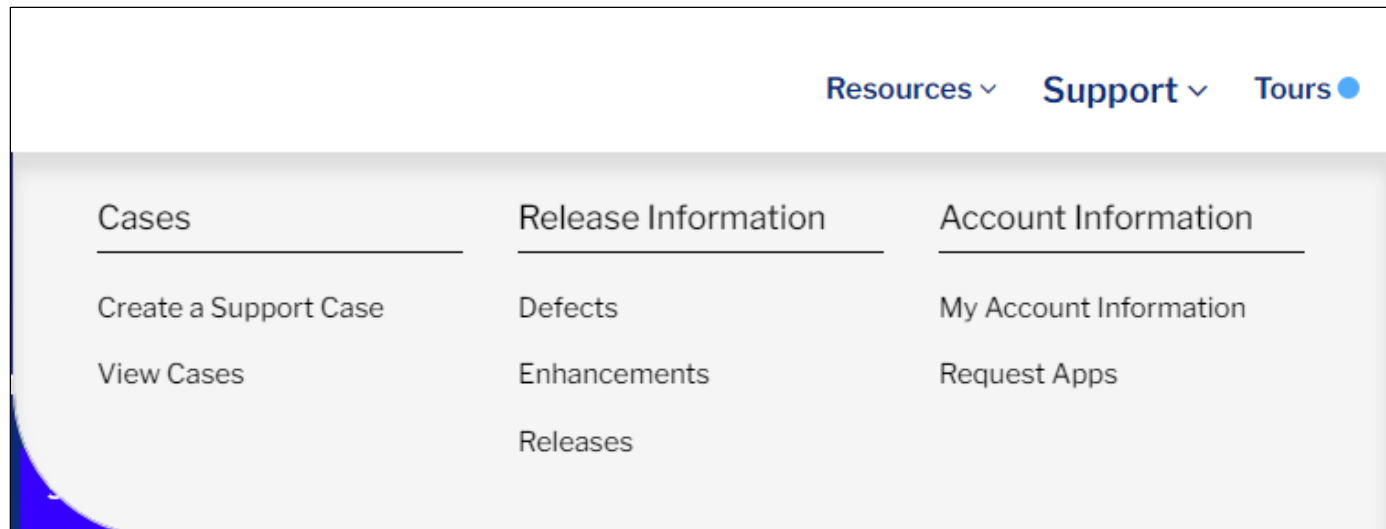 Resources Support Tours
Cases Release Information Account Information
Create a Support Case Defects My Account Information
View Cases Enhancements Request Apps
Releases